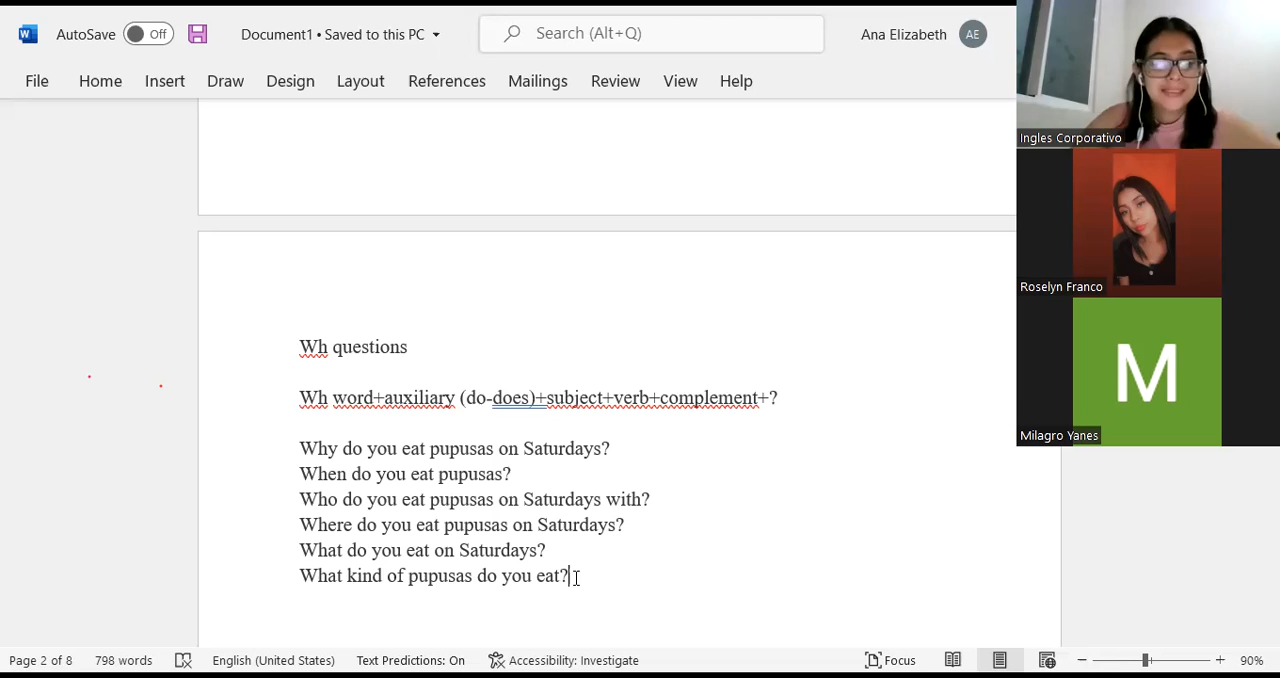 AutoSave Off Document1 • Saved to this PC Search (Alt+Q) Ana Elizabeth AE
File Home Insert Draw Design Layout References Mailings Review View Help
Ingles Corporativo
Roselyn Franco
M
Milagro Yanes
Wh questions
Wh word+auxiliary (do-does)+subject+verb+complement+?
Why do you eat pupusas on Saturdays?
When do you eat pupusas?
Who do you eat pupusas on Saturdays with?
Where do you eat pupusas on Saturdays?
What do you eat on Saturdays?
What kind of pupusas do you eat?
Page 2 of 8 798 words English (United States) Text Predictions: On Accessibility: Investigate Focus 90%